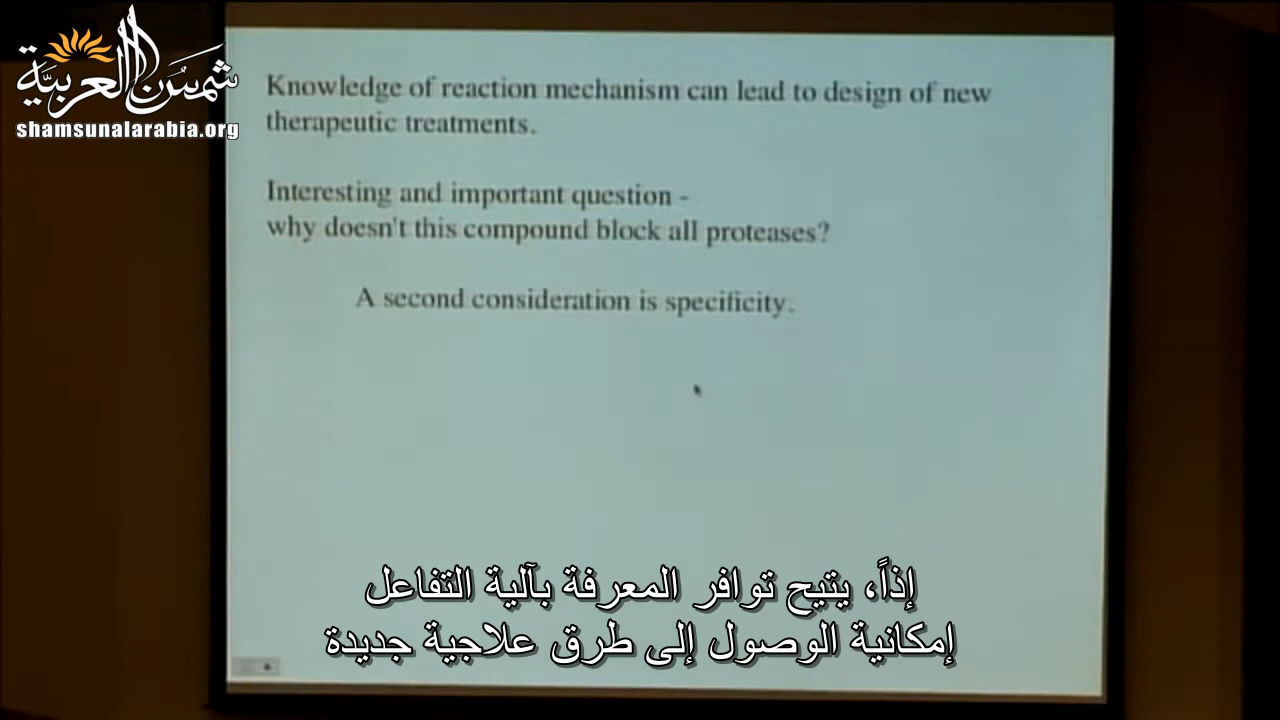 شمس العربية
shamsunalarabia.org
Knowledge of reaction mechanism can lead to design of new
therapeutic treatments.
Interesting and important question -
why doesn't this compound block all proteases?
A second consideration is specificity.
إذاً، يتيح توافر المعرفة بآلية التفاعل
إمكانية الوصول إلى طرق علاجية جديدة